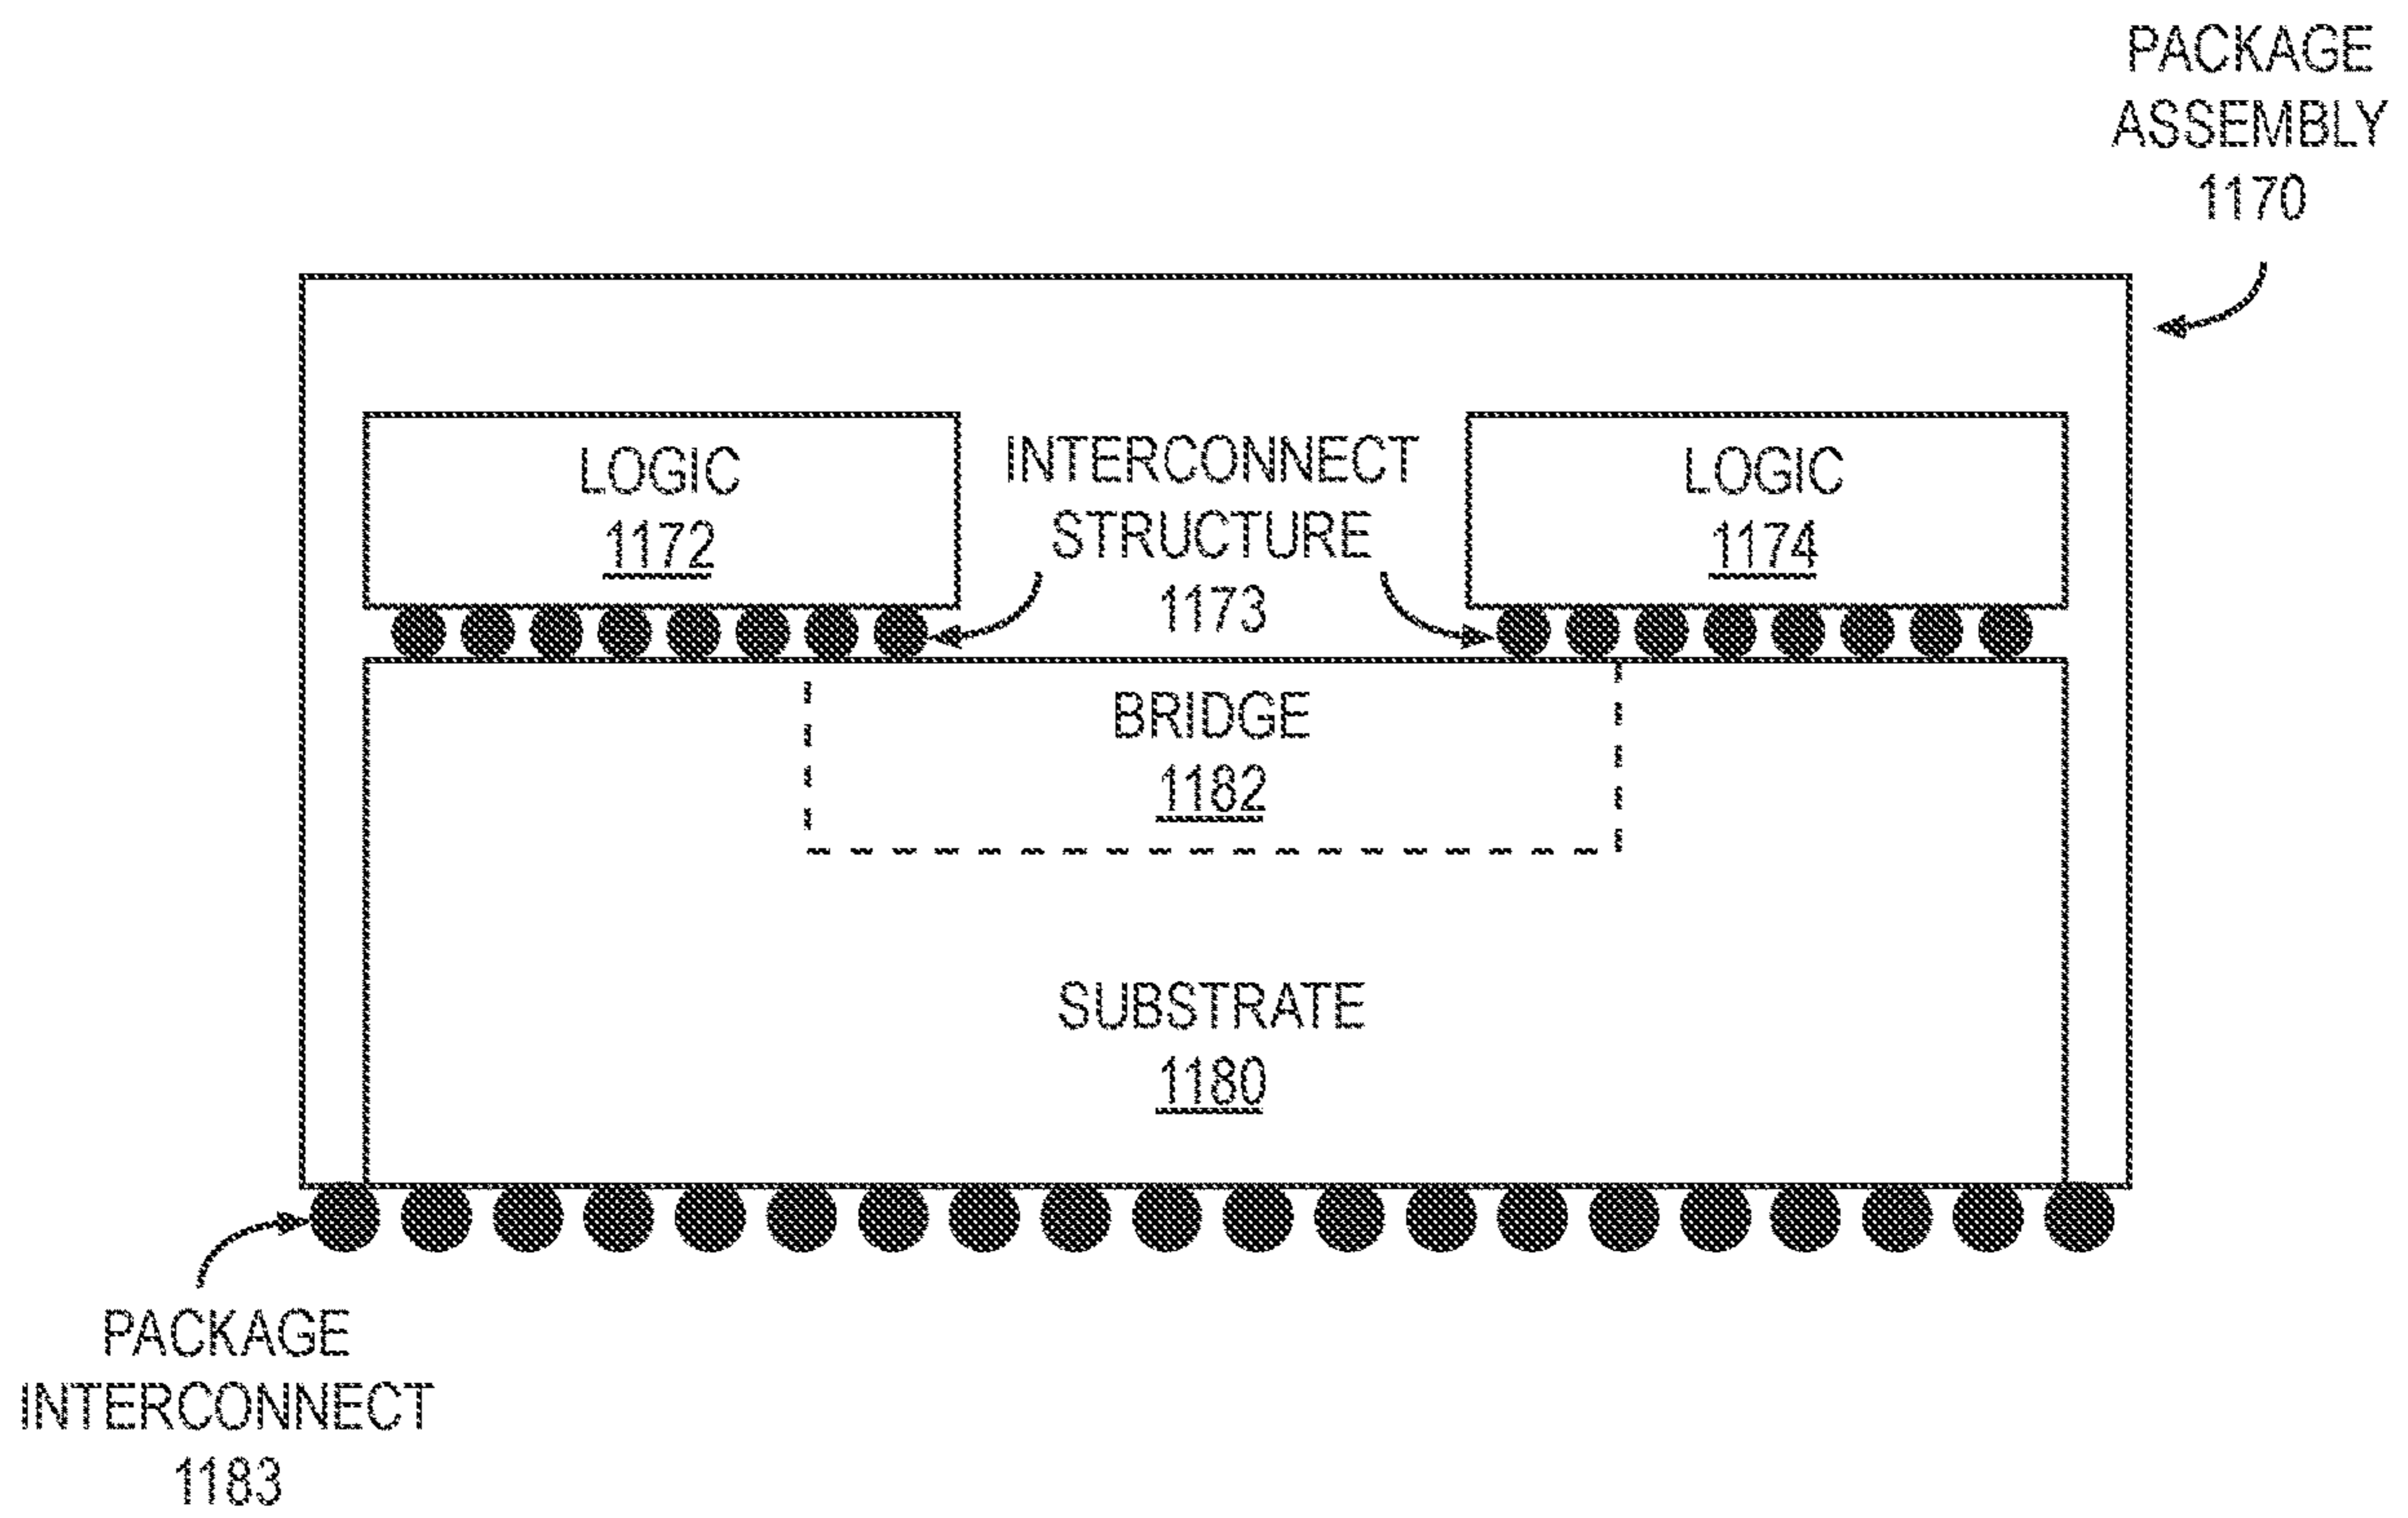 PACKAGE
ASSEMBLY
1170
LOGIC
1172
INTERCONNECT
STRUCTURE
1173
LOGIC
1174
BRIDGE
1182
SUBSTRATE
1180
PACKAGE
INTERCONNECT
1183